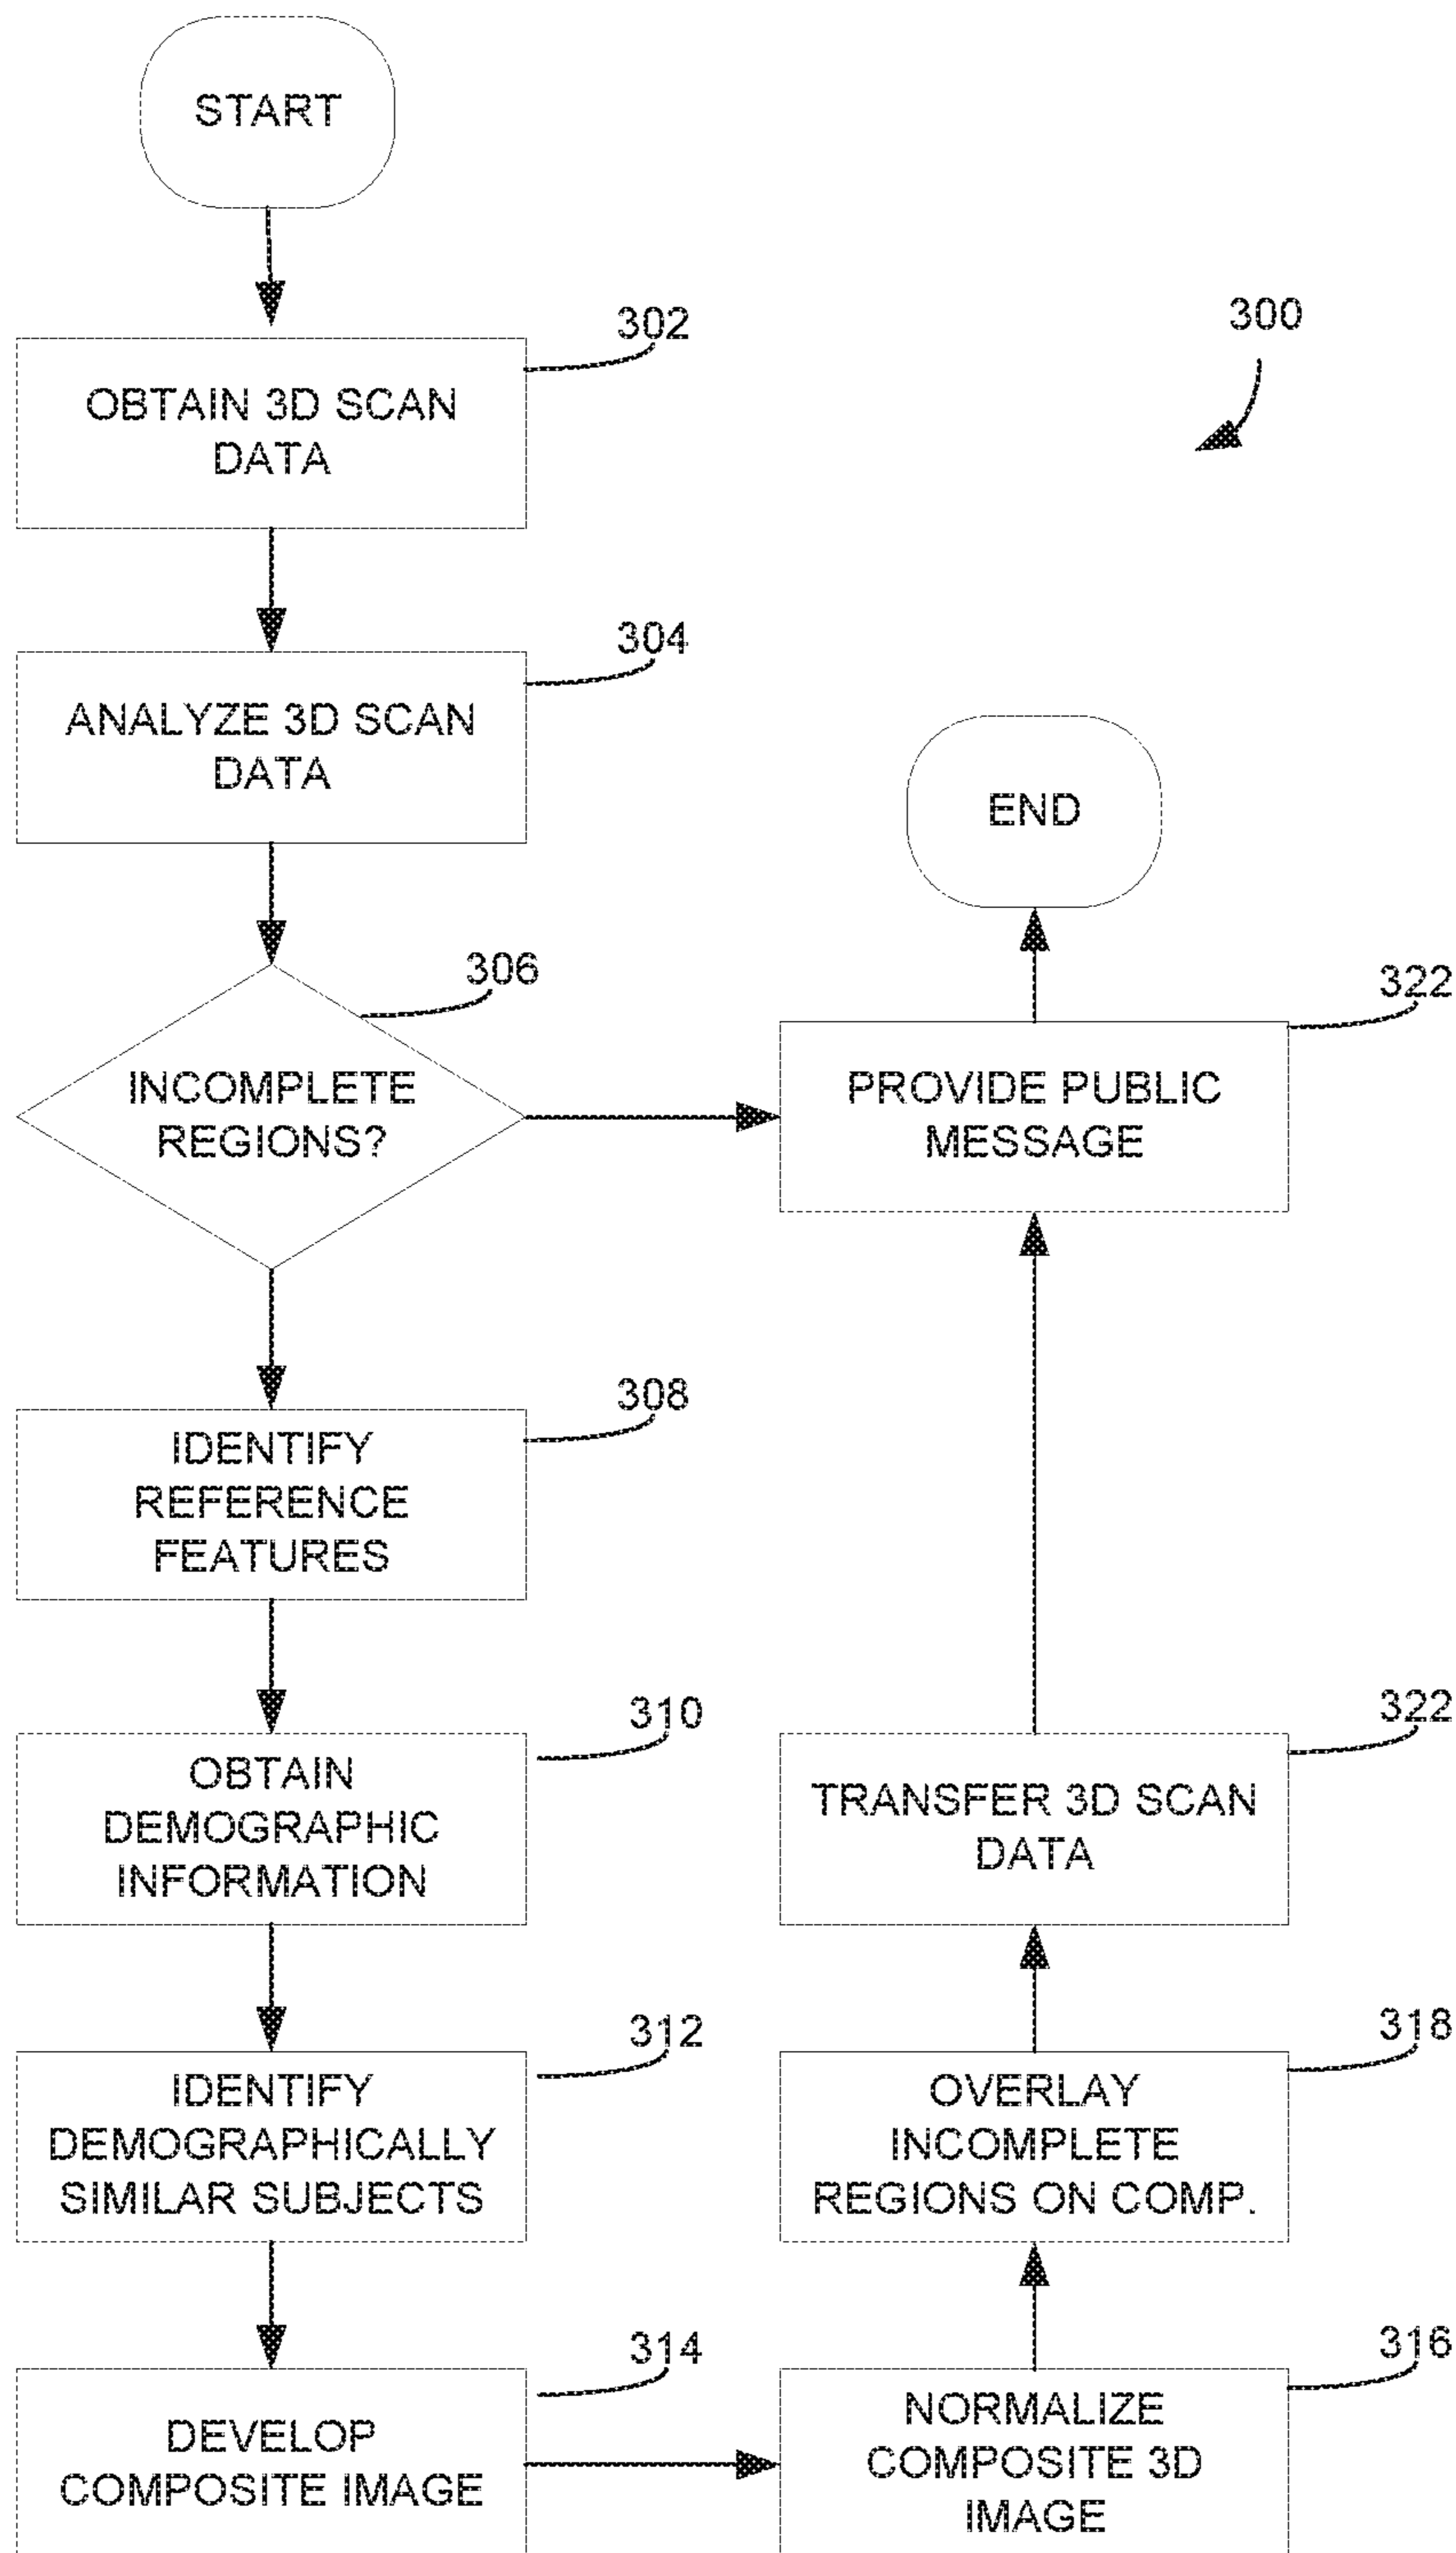 START
302
OBTAIN 3D SCAN
DATA
300
304
ANALYZE 3D SCAN
DATA
306
INCOMPLETE
REGIONS?
308
IDENTIFY
REFERENCE
FEATURES
310
OBTAIN
DEMOGRAPHIC
INFORMATION
312
IDENTIFY
DEMOGRAPHICALLY
SIMILAR SUBJECTS
314
DEVELOP
COMPOSITE IMAGE
316
NORMALIZE
COMPOSITE 3D
IMAGE
318
OVERLAY
INCOMPLETE
REGIONS ON COMP.
322
TRANSFER 3D SCAN
DATA
322
PROVIDE PUBLIC
MESSAGE
END